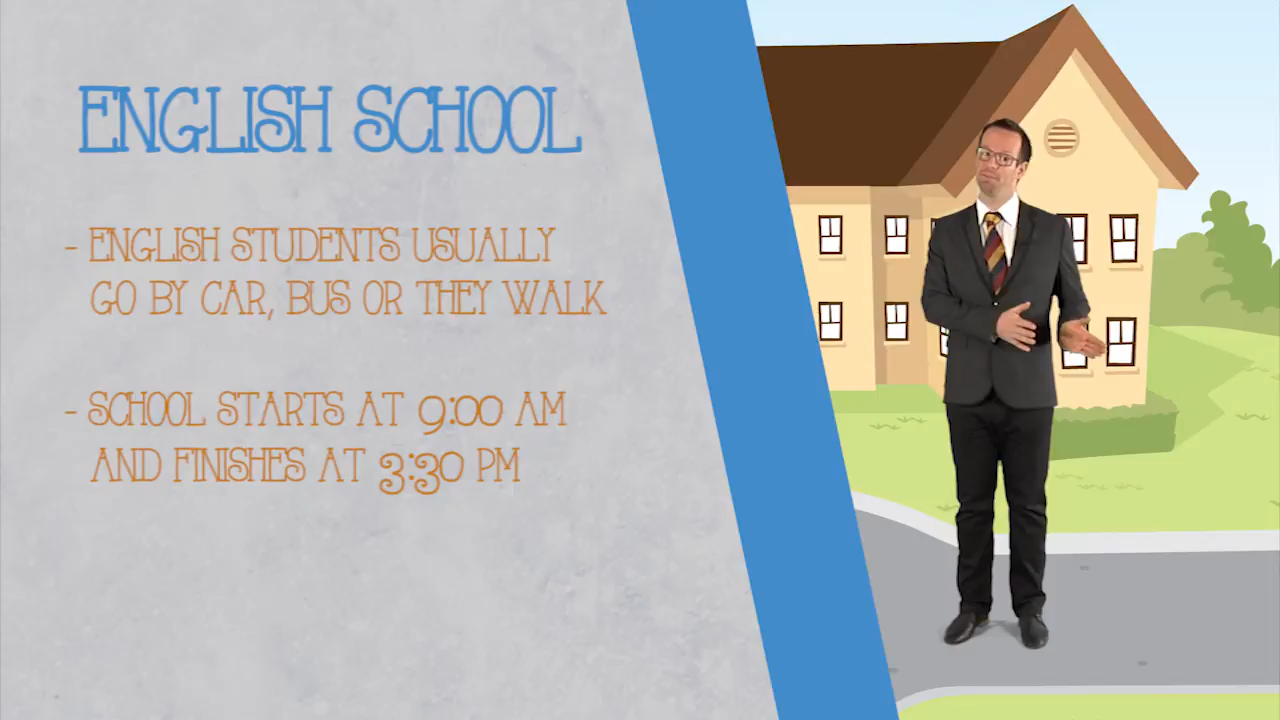 ENGLISH SCHOOL
- ENGLISH STUDENTS USUALLY
GO BY CAR, BUS OR THEY WALK
- SCHOOL STARTS AT 9:00 AM
AND FINISHES AT 3:30 PM